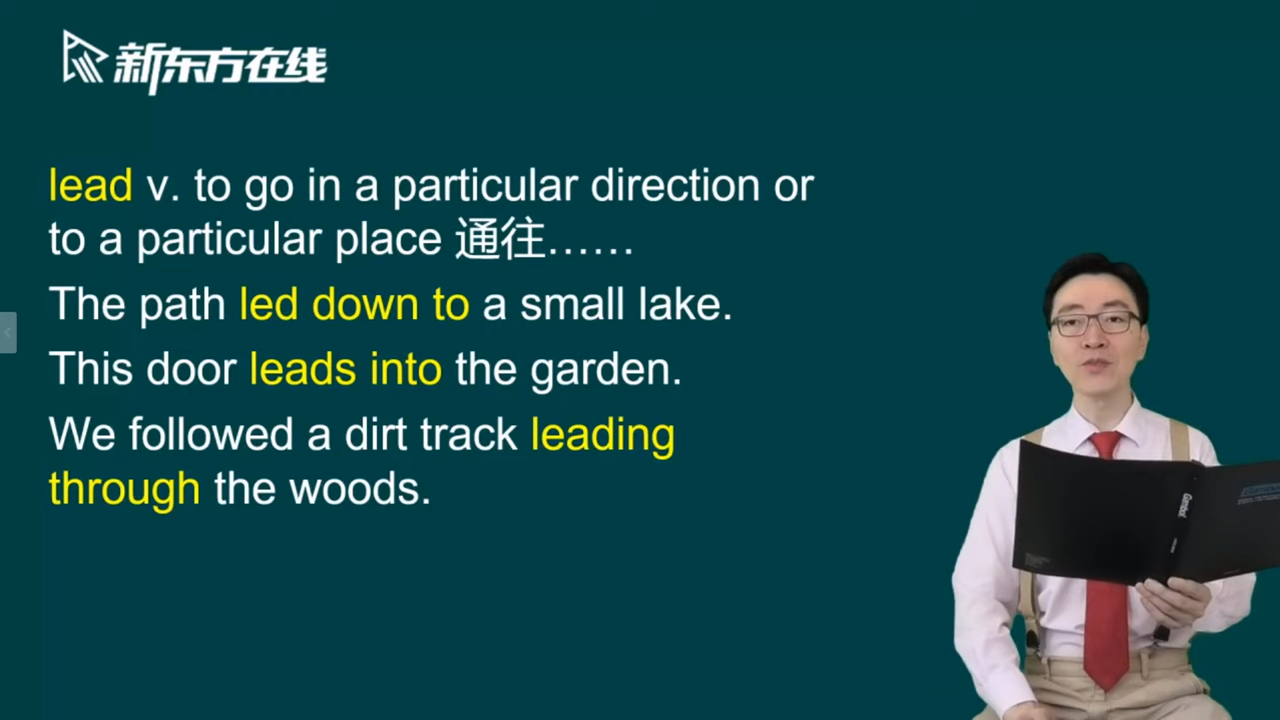 新东方在线
lead v. to go in a particular direction or
to a particular place 通往……
The path led down to a small lake.
This door leads into the garden.
We followed a dirt track leading
through the woods.